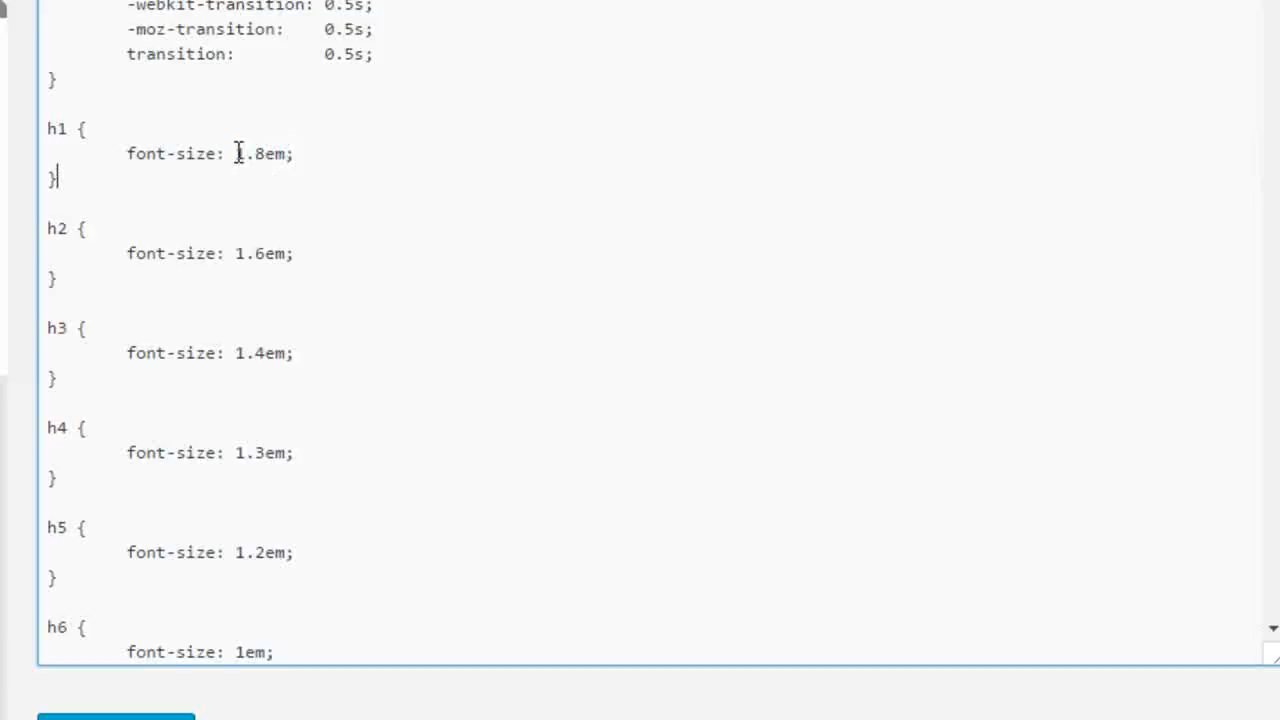 -webkit-transition: 0.5s;
-moz-transition: 0.5s;
transition: 0.5s;
}
h1 {
font-size: 1.8em;
}
h2 {
font-size: 1.6em;
}
h3 {
font-size: 1.4em;
}
h4 {
font-size: 1.3em;
}
h5 {
font-size: 1.2em;
}
h6 {
font-size: 1em;